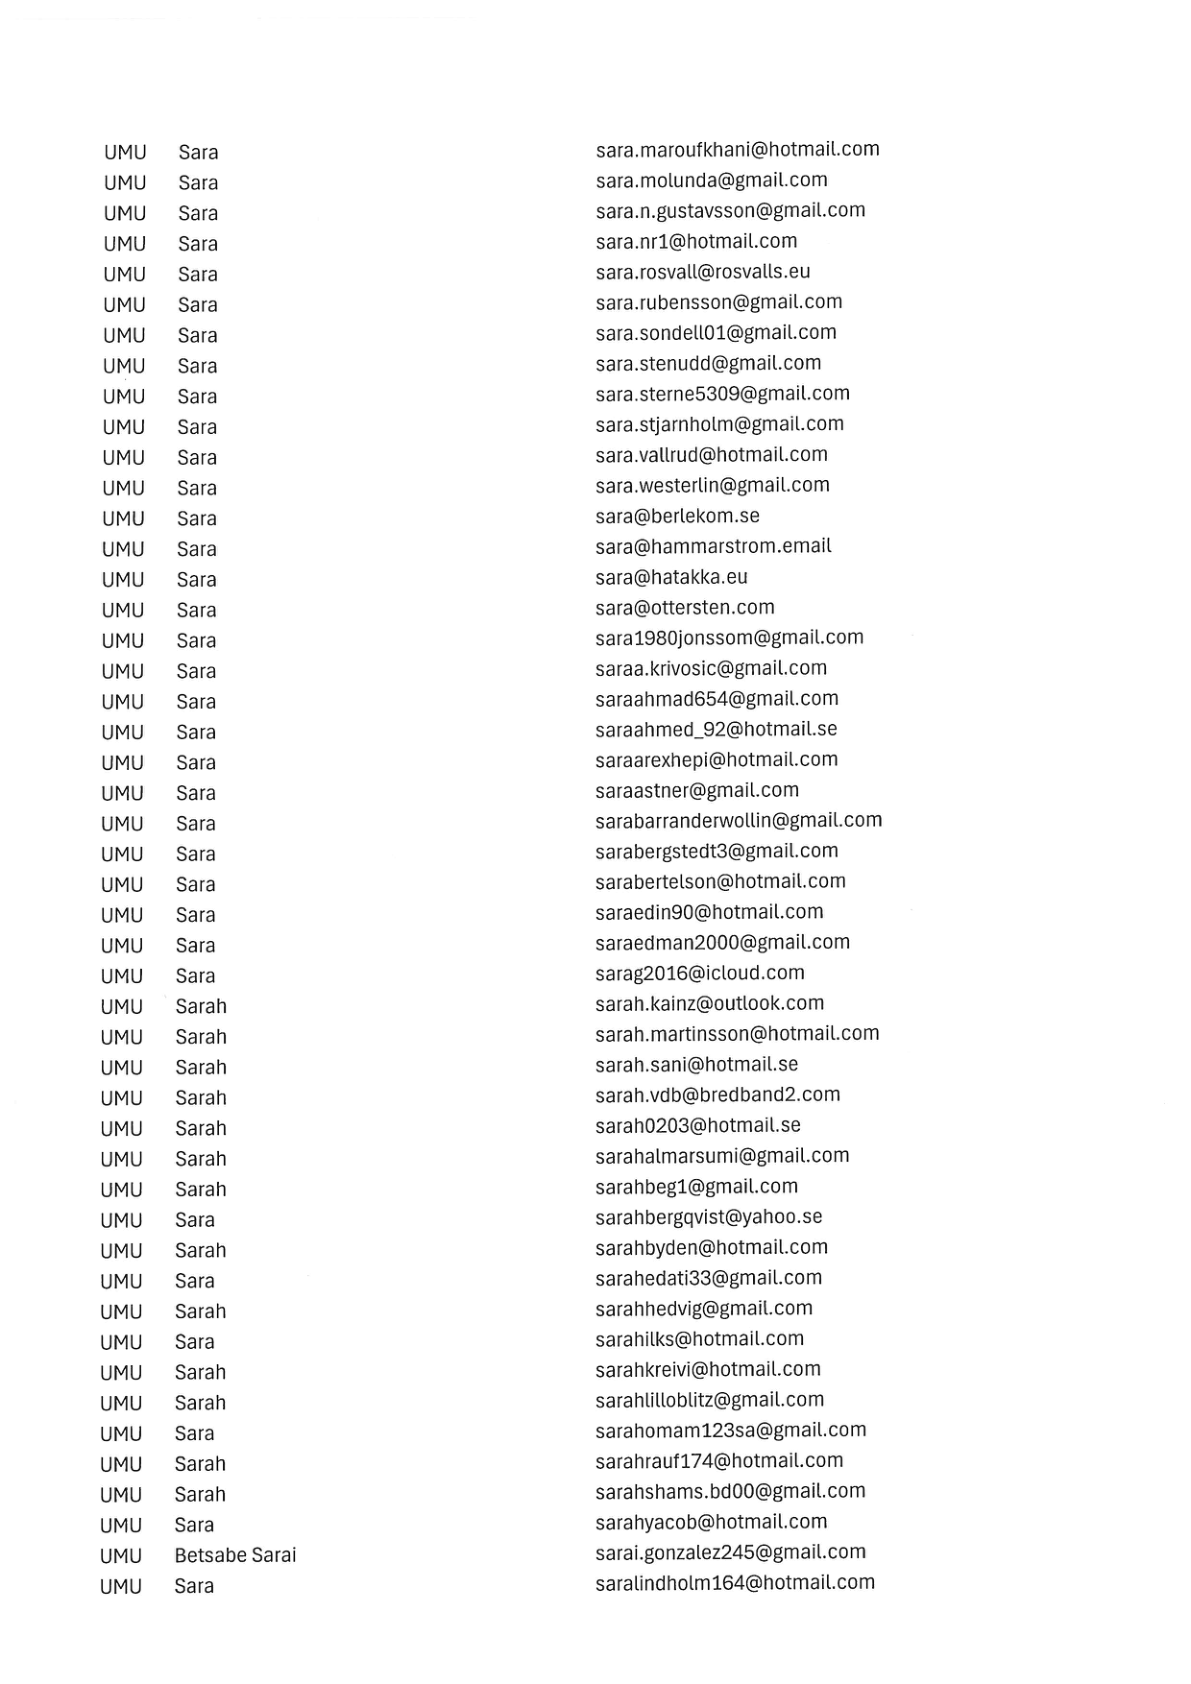 UMU Sara sara.maroufkhani@hotmail.com
UMU Sara sara.molunda@gmail.com
UMU Sara sara.n.gustavsson@gmail.com
UMU Sara sara.nr1@hotmail.com
UMU Sara sara.rosvall@rosvalls.eu
UMU Sara sara.rubensson@gmail.com
UMU Sara sara.sondell01@gmail.com
UMU Sara sara.stenudd@gmail.com
UMU Sara sara.sterne5309@gmail.com
UMU Sara sara.stjarnholm@gmail.com
UMU Sara sara.vallrud@hotmail.com
UMU Sara sara.westerlin@gmail.com
UMU Sara sara@berlekom.se
UMU Sara sara@hammarstrom.email
UMU Sara sara@hatakka.eu
UMU Sara sara@ottersten.com
UMU Sara sara1980jonssom@gmail.com
UMU Sara saraa.krivosic@gmail.com
UMU Sara saraahmad654@gmail.com
UMU Sara saraahmed_92@hotmail.se
UMU Sara saraarexhepi@hotmail.com
UMU Sara saraastner@gmail.com
UMU Sara sarabarranderwollin@gmail.com
UMU Sara sarabergstedt3@gmail.com
UMU Sara sarabertelson@hotmail.com
UMU Sara saraedin90@hotmail.com
UMU Sara saraedman2000@gmail.com
UMU Sara sarag2016@icloud.com
UMU Sarah sarah.kainz@outlook.com
UMU Sarah sarah.martinsson@hotmail.com
UMU Sarah sarah.sani@hotmail.se
UMU Sarah sarah.vdb@bredband2.com
UMU Sarah sarah0203@hotmail.se
UMU Sarah sarahalmarsumi@gmail.com
UMU Sarah sarahbeg1@gmail.com
UMU Sara sarahbergqvist@yahoo.se
UMU Sarah sarahbyden@hotmail.com
UMU Sara sarahedati33@gmail.com
UMU Sarah sarahhedvig@gmail.com
UMU Sara sarahilks@hotmail.com
UMU Sarah sarahkreivi@hotmail.com
UMU Sarah sarahlilloblitz@gmail.com
UMU Sara sarahomam123sa@gmail.com
UMU Sarah sarahrauf174@hotmail.com
UMU Sarah sarahshams.bd00@gmail.com
UMU Sara sarahyacob@hotmail.com
UMU Betsabe Sarai sarai.gonzalez245@gmail.com
UMU Sara saralindholm164@hotmail.com